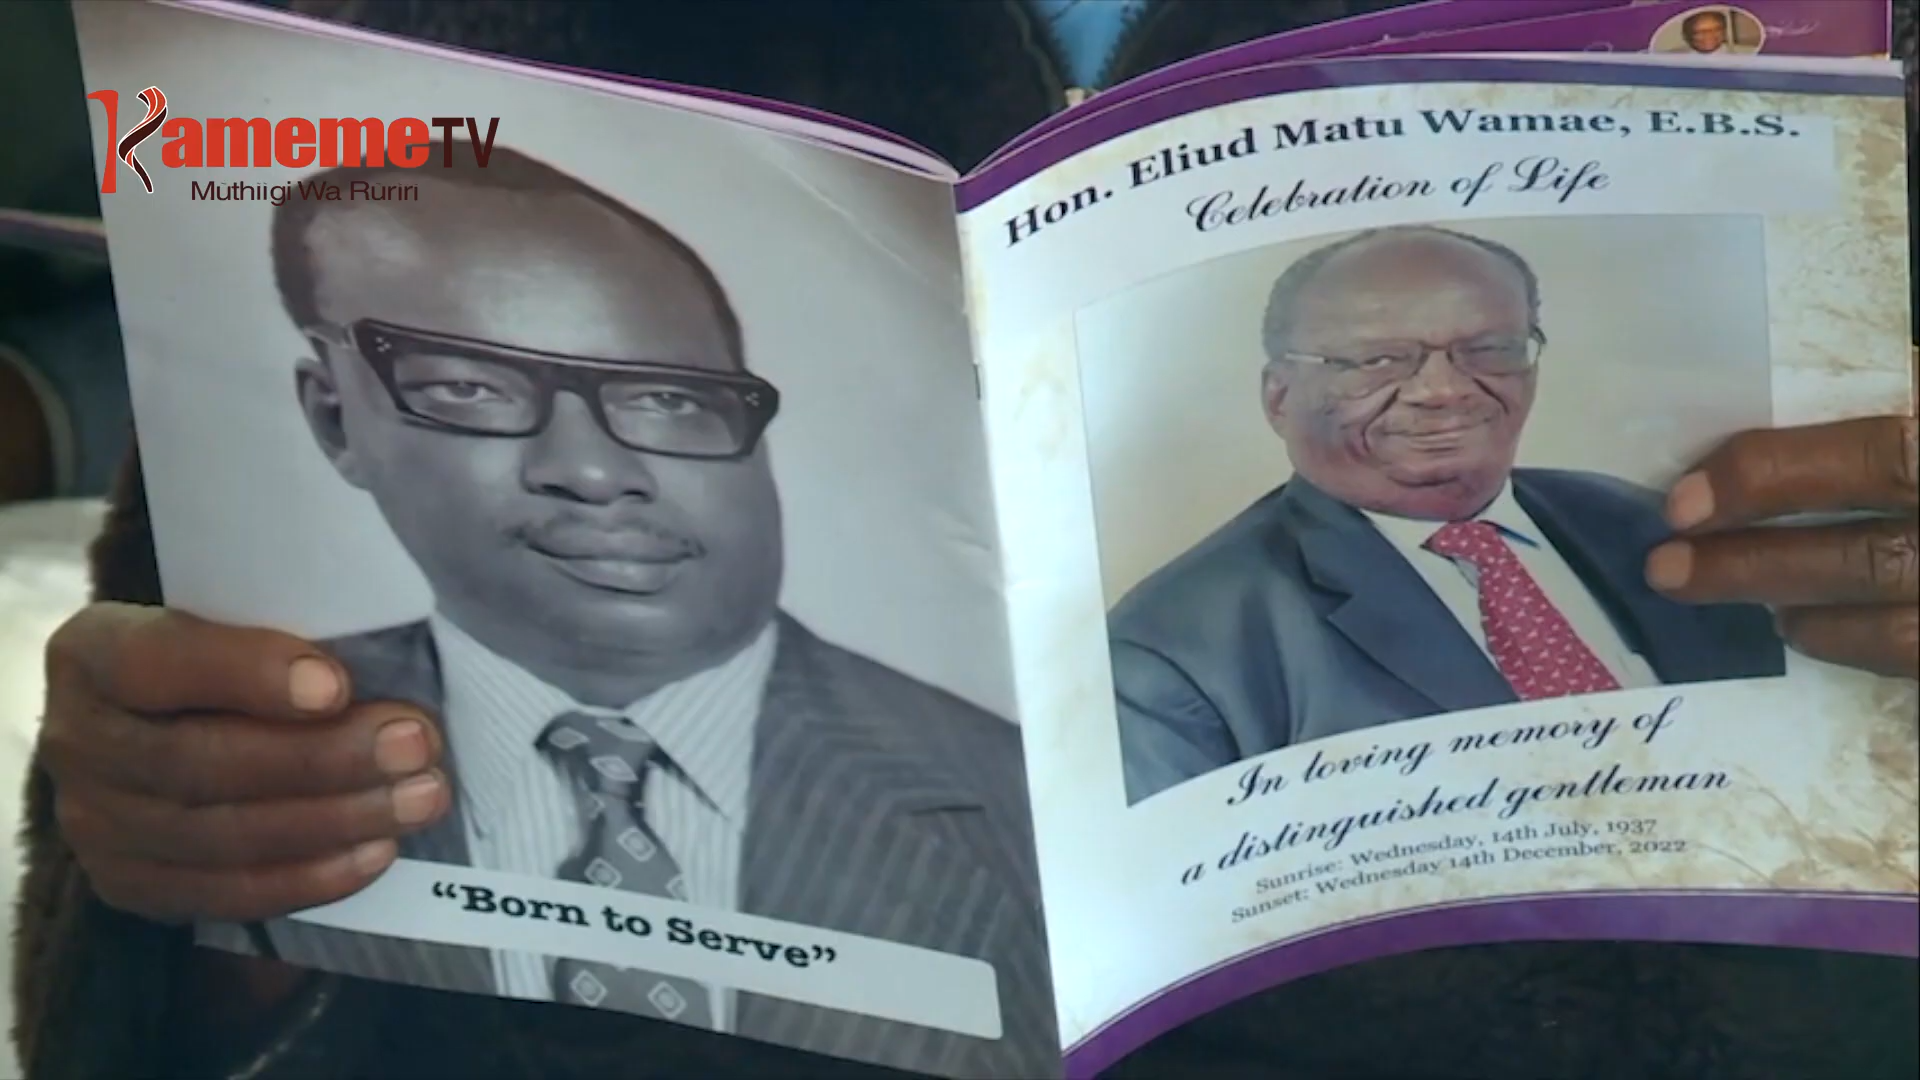 KamemeTV
Mũthiigi Wa Rũrĩrĩ
"Born to Serve"
Hon. Eliud Matu Wamae, E.B.S.
Celebration of Life
In loving memory of
a distinguished gentleman
Sunrise: Wednesday, 14th July, 1937
Sunset: Wednesday 14th December, 2022